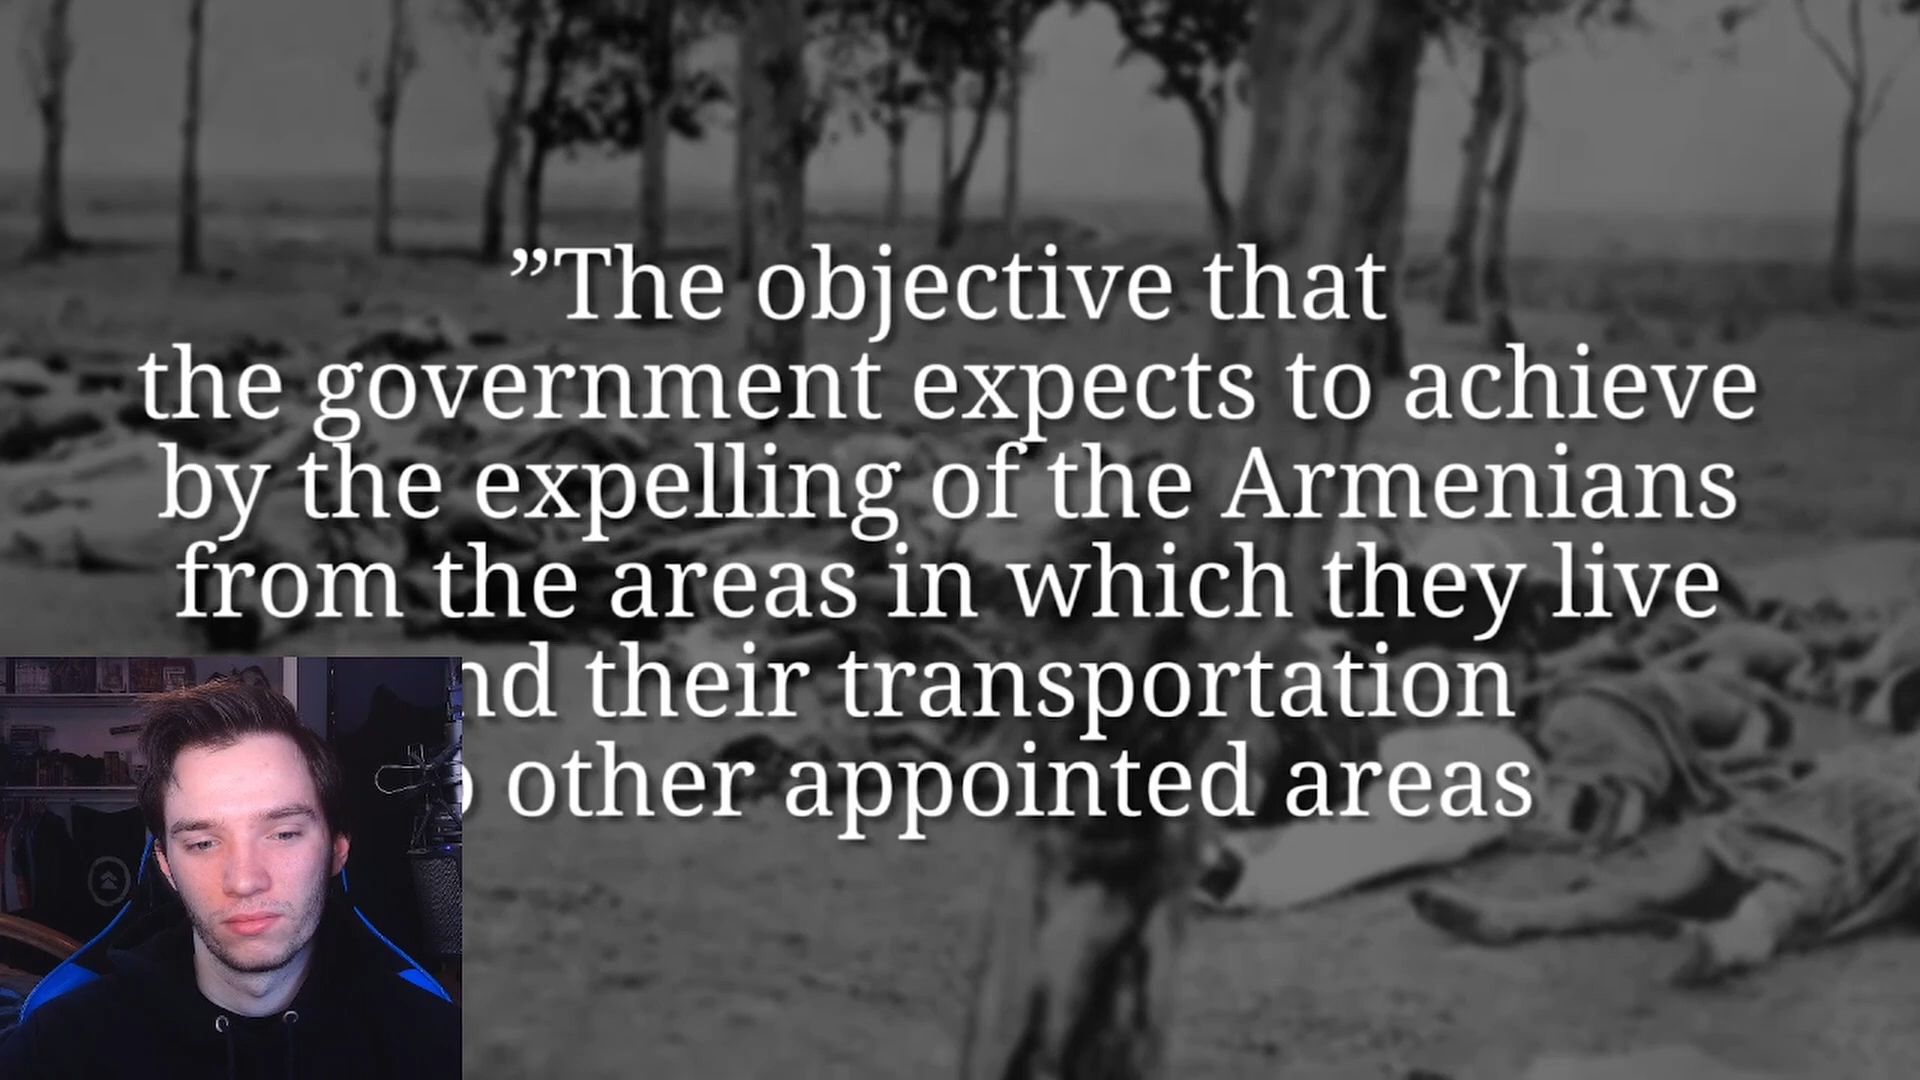 ”The objective that
the government expects to achieve
by the expelling of the Armenians
from the areas in which they live
their transportation
other appointed areas